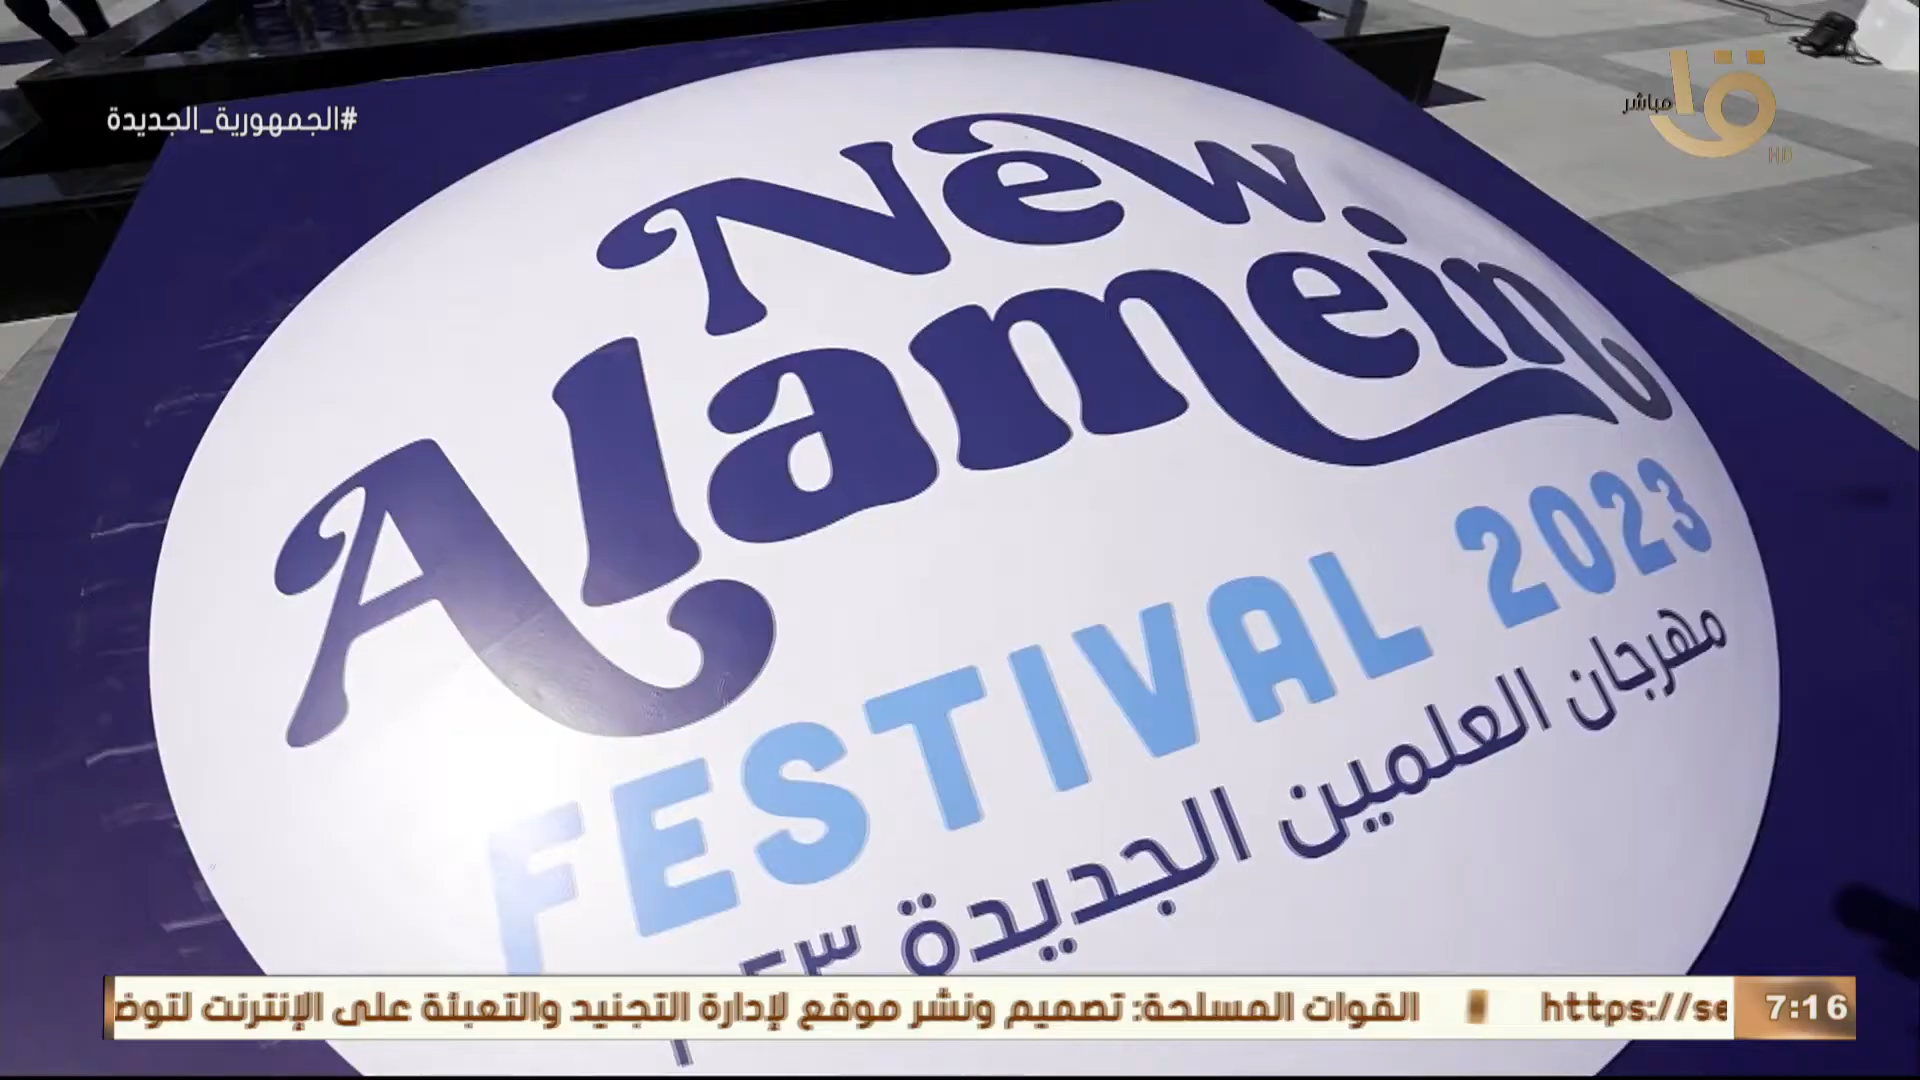 #الجمهورية_الجديدة
مباشر
HD
New
Alamein
FESTIVAL 2023
مهرجان العلمين الجديدة
القوات المسلحة: تصميم ونشر موقع لإدارة التجنيد والتعبئة على الإنترنت
https://se
7:16